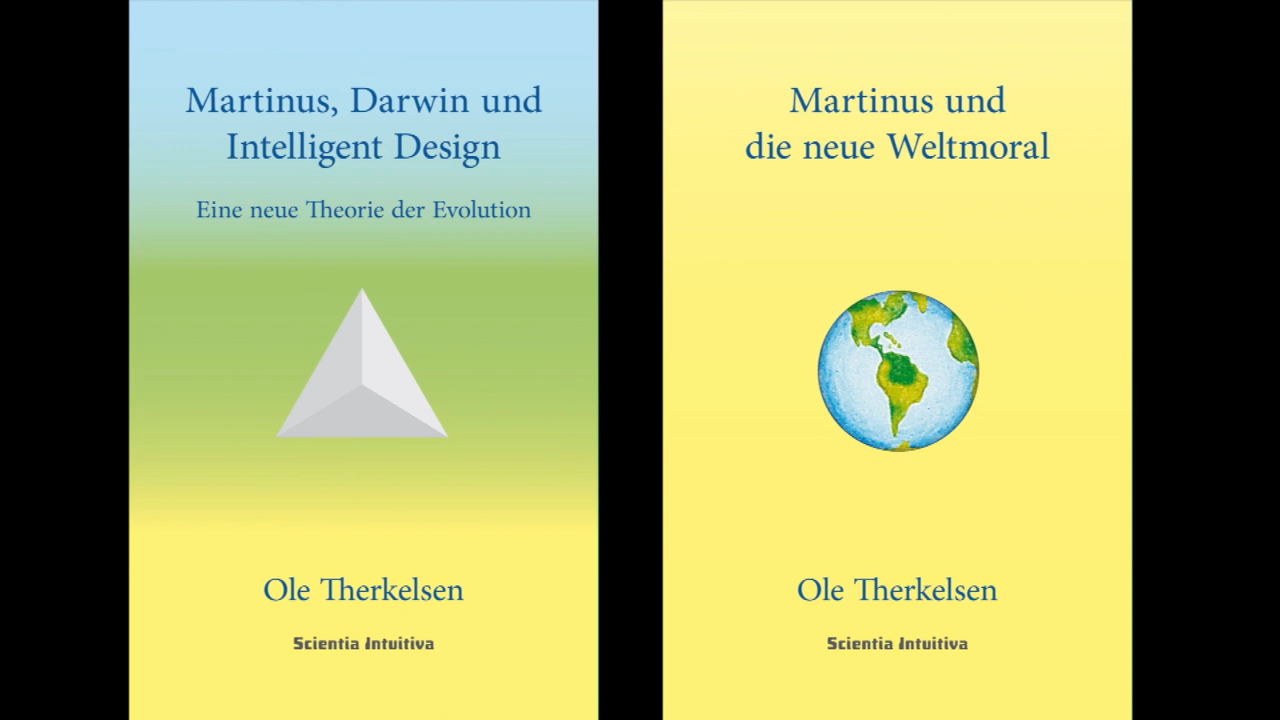 Martinus, Darwin und
Intelligent Design
Eine neue Theorie der Evolution
Ole Therkelsen
Scientia Intuitiva
Martinus und
die neue Weltmoral
Ole Therkelsen
Scientia Intuitiva